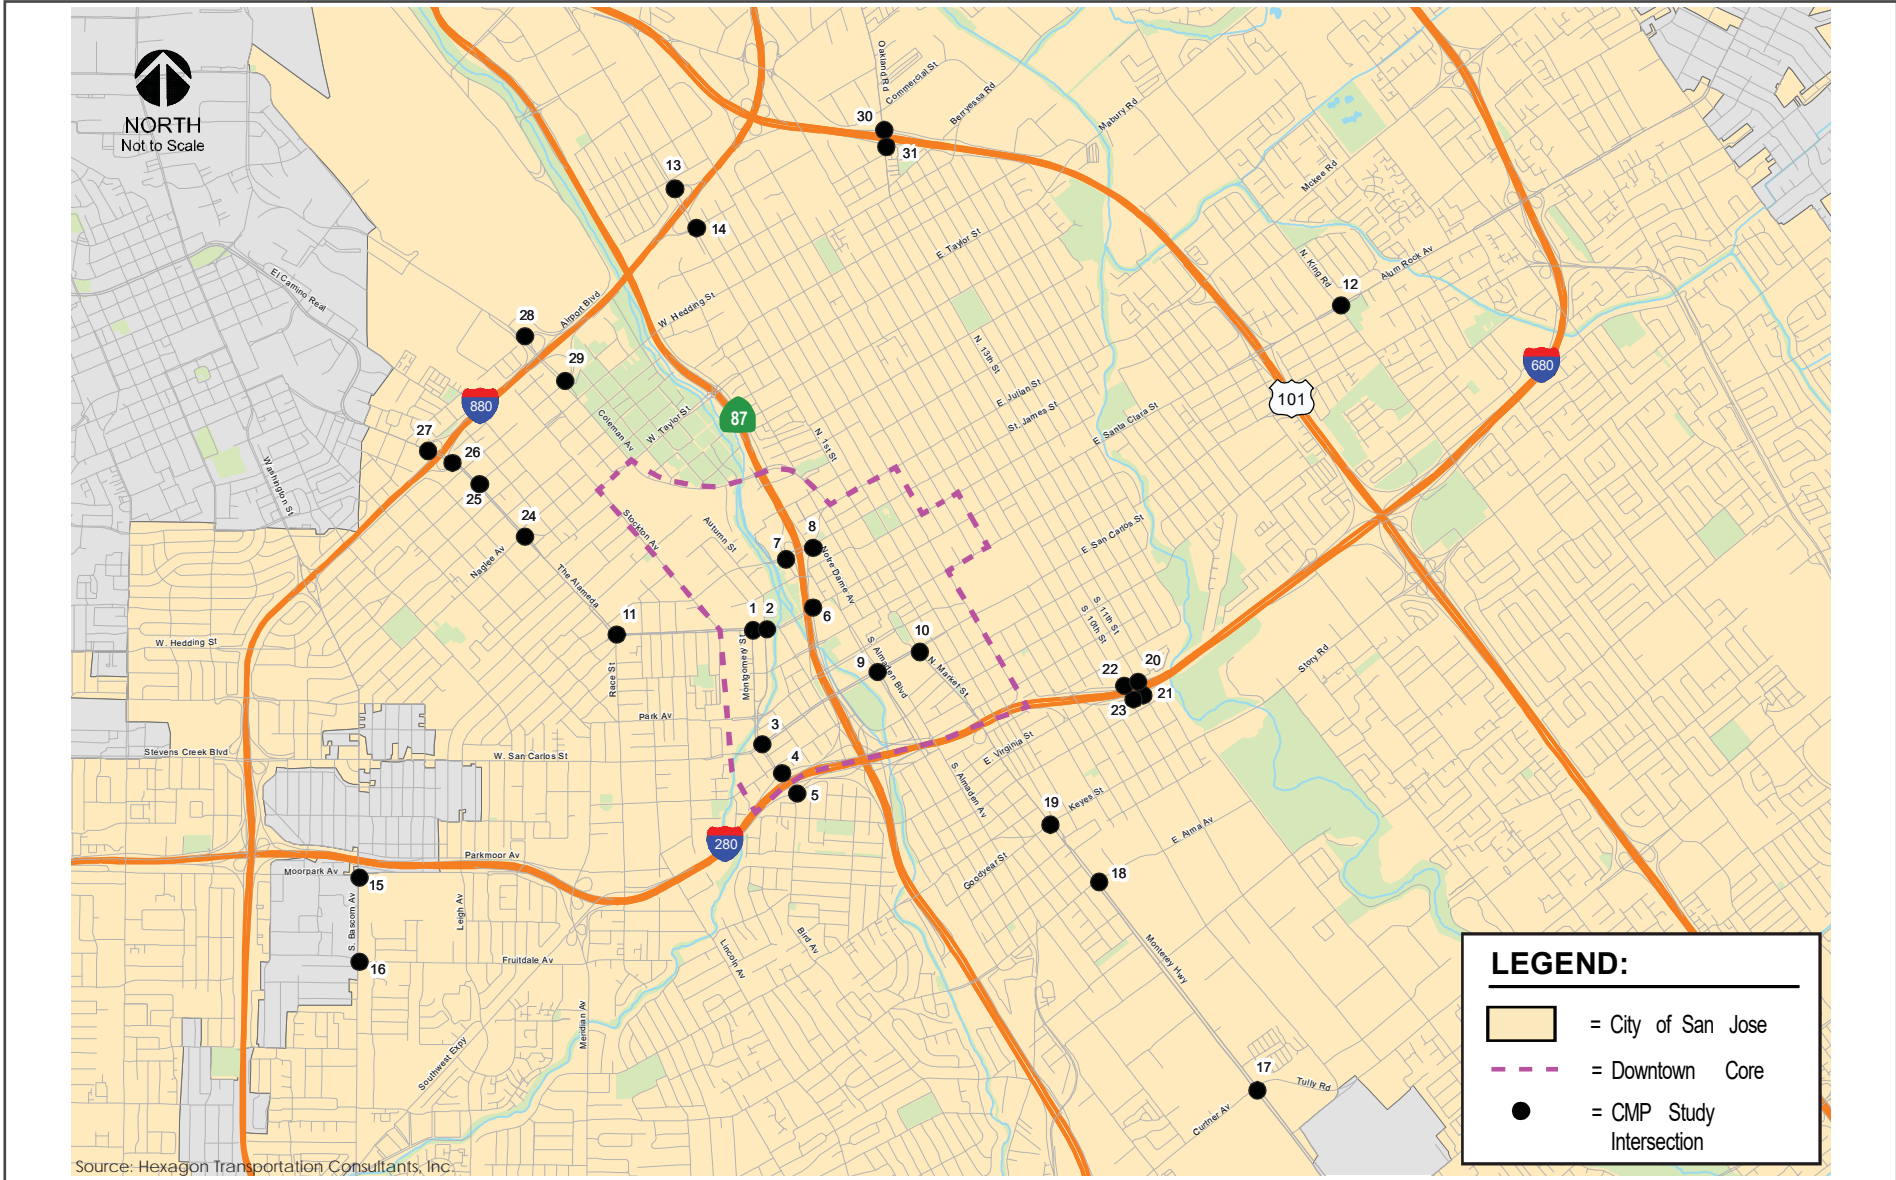 NORTH
Not to Scale
Oakland Rd
Commercial St
Berryessa Rd
Mabury Rd
30
31
13
14
Mckee Rd
E. Taylor St
N. King Rd
Alum Rock Av
12
El Camino Real
Airport Blvd
W. Hedding St
28
29
N. 13th St
680
880
87
101
E. Julian St
St. James St
E. Santa Clara St
Coleman Av
W. Taylor St
N. 1st St
27
26
25
Washington St
24
Stockton Av
Autumn St
8
7
Notre Dame Av
E. San Carlos St
Naglee Av
The Alameda
11
1
2
6
S. 11th St
S. 10th St
W. Hedding St
Race St
Montgomery St
9
10
S. Almaden Blvd
N. Market St
22
20
21
23
Story Rd
Park Av
3
Stevens Creek Blvd
W. San Carlos St
4
5
E. Virginia St
S. Almaden Av
19
Keyes St
E. Alma Av
280
Parkmoor Av
Moorpark Av
15
18
Goodyear St
S. Bascom Av
Leigh Av
16
Fruitdale Av
Lincoln Av
Bird Av
Monterey Hwy
Meridian Av
Southwest Expy
17
Tully Rd
Curtner Av
LEGEND:
= City of San Jose
= Downtown Core
= CMP Study
Intersection
Source: Hexagon Transportation Consultants, Inc.